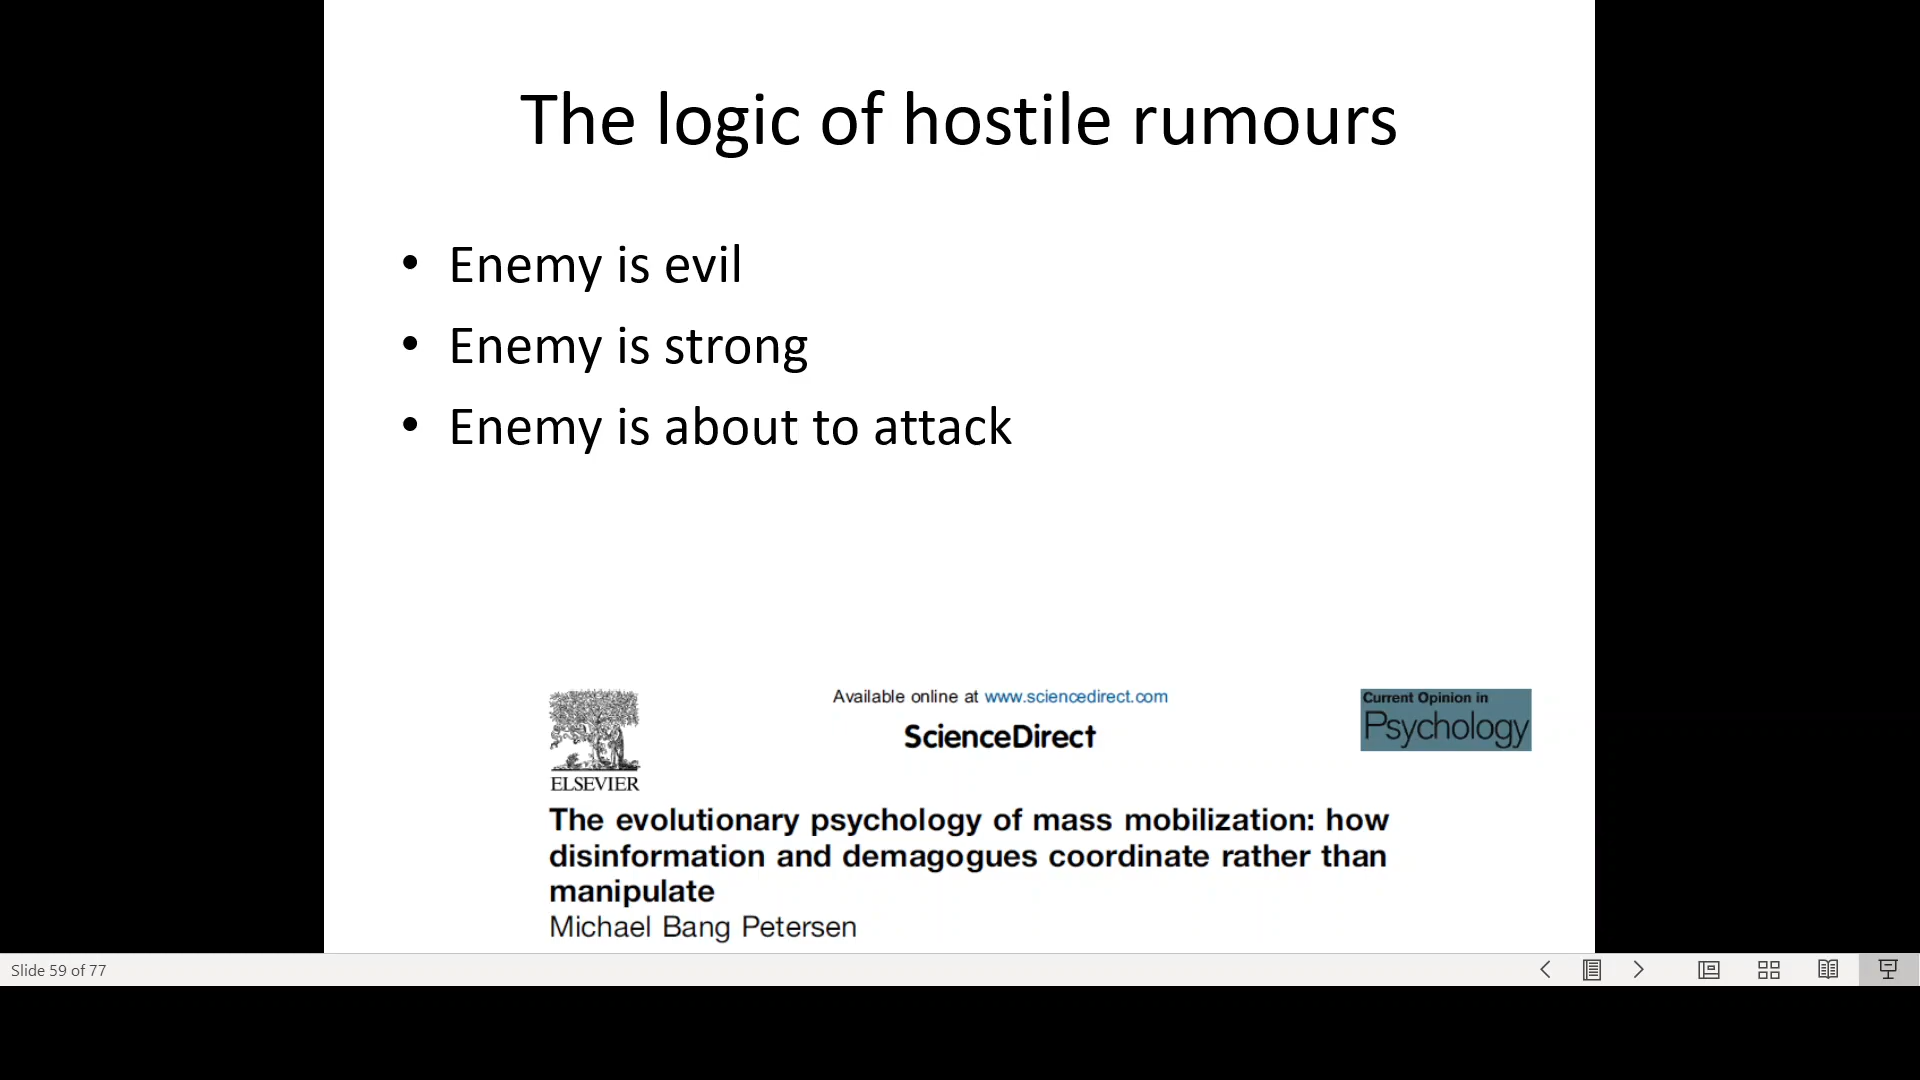 The logic of hostile rumours
• Enemy is evil
• Enemy is strong
• Enemy is about to attack
Available online at www.sciencedirect.com
ScienceDirect
Current Opinion in
Psychology
ELSEVIER
The evolutionary psychology of mass mobilization: how
disinformation and demagogues coordinate rather than
manipulate
Michael Bang Petersen
Slide 59 of 77